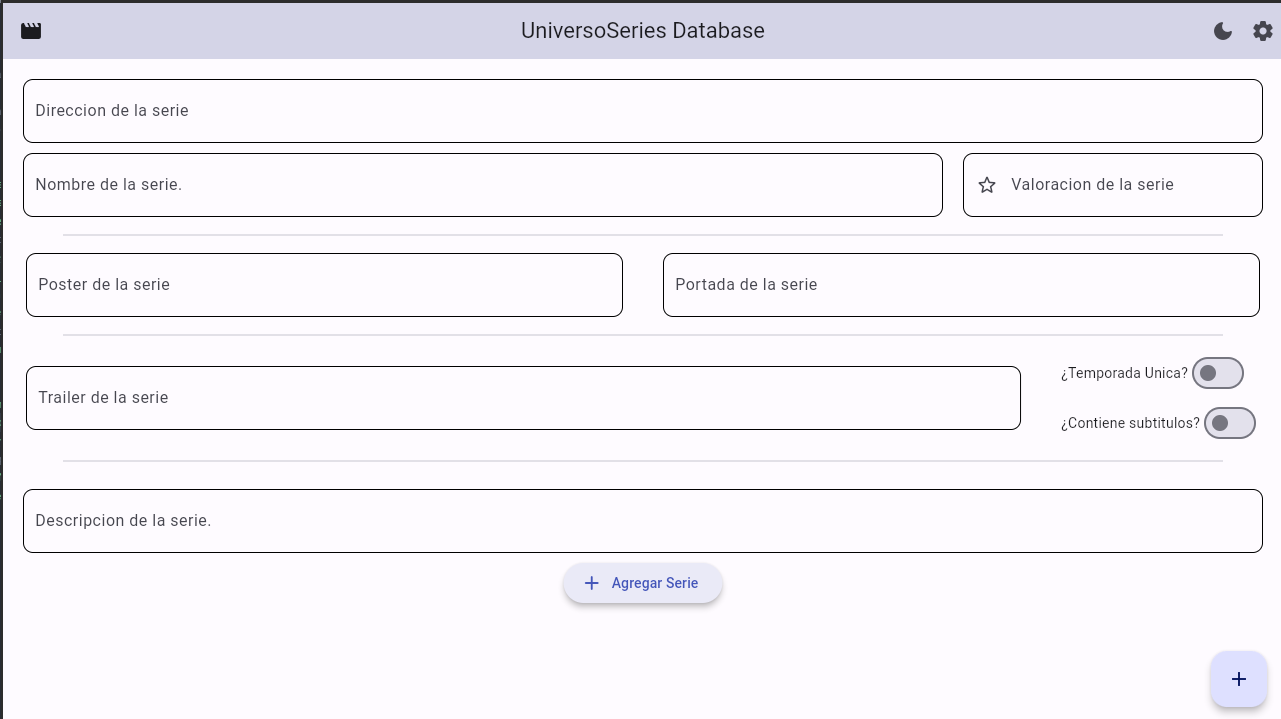 UniversoSeries Database
Direccion de la serie
Nombre de la serie.
Valoracion de la serie
Poster de la serie
Portada de la serie
Trailer de la serie
¿Temporada Unica?
¿Contiene subtitulos?
Descripcion de la serie.
Agregar Serie